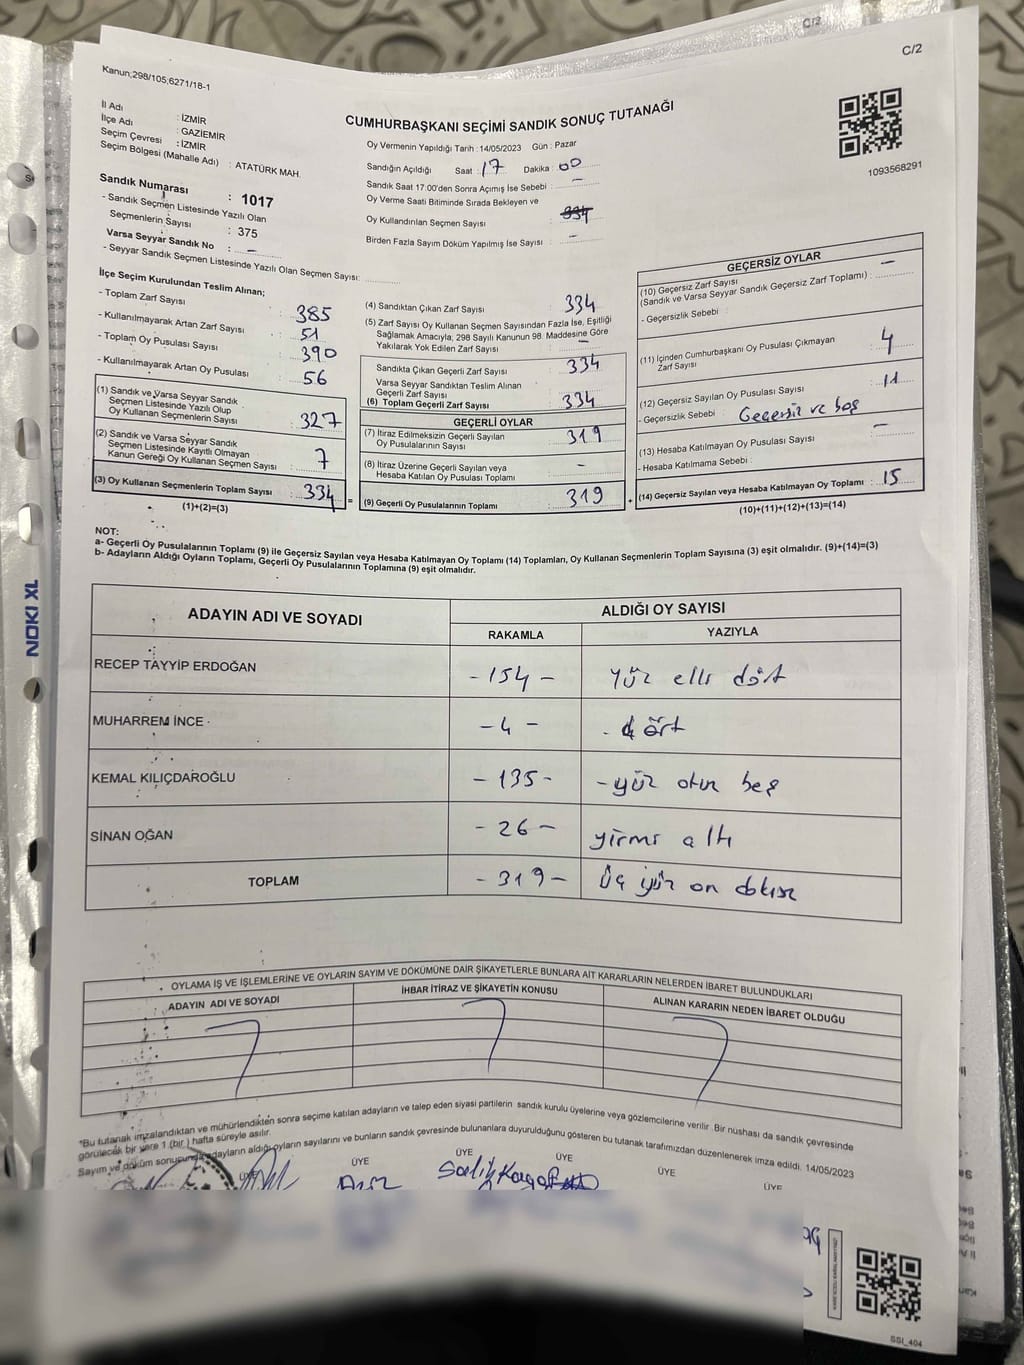 C/2
C/2
Kanun;298/105;6271/18-1
CUMHURBAŞKANI SEÇİMİ SANDIK SONUÇ TUTANAĞI
1093568291
İl Adı : İZMİR
İlçe Adı : GAZİEMİR
Seçim Çevresi : İZMİR
Seçim Bölgesi (Mahalle Adı) : ATATÜRK MAH.
Sandık Numarası : 1017
- Sandık Seçmen Listesinde Yazılı Olan
Seçmenlerin Sayısı : 375
Varsa Seyyar Sandık No : -
- Seyyar Sandık Seçmen Listesinde Yazılı Olan Seçmen Sayısı:
Oy Vermenin Yapıldığı Tarih :14/05/2023 Gün : Pazar
Sandığın Açıldığı Saat : 17 Dakika : 00
Sandık Saat 17.00'den Sonra Açımış İse Sebebi : -
Oy Verme Saati Bitiminde Sırada Bekleyen ve
Oy Kullandırılan Seçmen Sayısı : 334
Birden Fazla Sayım Döküm Yapılmış İse Sayısı : -
İlçe Seçim Kurulundan Teslim Alınan;
- Toplam Zarf Sayısı : 385
- Kullanılmayarak Artan Zarf Sayısı : 51
- Toplam Oy Pusulası Sayısı : 390
- Kullanılmayarak Artan Oy Pusulası : 56
(1) Sandık ve Varsa Seyyar Sandık
Seçmen Listesinde Yazılı Olup
Oy Kullanan Seçmenlerin Sayısı : 327
(2) Sandık ve Varsa Seyyar Sandık
Seçmen Listesinde Kayıtlı Olmayan
Kanun Gereği Oy Kullanan Seçmen Sayısı : 7
(3) Oy Kullanan Seçmenlerin Toplam Sayısı : 334
(1)+(2)=(3)
(4) Sandıktan Çıkan Zarf Sayısı : 334
(5) Zarf Sayısı Oy Kullanan Seçmen Sayısından Fazla İse, Eşitliği
Sağlamak Amacıyla; 298 Sayılı Kanunun 98. Maddesine Göre
Yakılarak Yok Edilen Zarf Sayısı : -
Sandıkta Çıkan Geçerli Zarf Sayısı : 334
Varsa Seyyar Sandıktan Teslim Alınan
Geçerli Zarf Sayısı :
(6) Toplam Geçerli Zarf Sayısı : 334
GEÇERLİ OYLAR
(7) İtiraz Edilmeksizin Geçerli Sayılan
Oy Pusulalarının Sayısı : 319
(8) İtiraz Üzerine Geçerli Sayılan veya
Hesaba Katılan Oy Pusulası Toplamı : -
= (9) Geçerli Oy Pusulalarının Toplamı : 319
GEÇERSİZ OYLAR
(10) Geçersiz Zarf Sayısı
(Sandık ve Varsa Seyyar Sandık Geçersiz Zarf Toplamı) : -
- Geçersizlik Sebebi :
(11) İçinden Cumhurbaşkanı Oy Pusulası Çıkmayan
Zarf Sayısı : 4
(12) Geçersiz Sayılan Oy Pusulası Sayısı : 11
- Geçersizlik Sebebi : Geçersiz ve boş
(13) Hesaba Katılmayan Oy Pusulası Sayısı : -
- Hesaba Katılmama Sebebi :
+ (14) Geçersiz Sayılan veya Hesaba Katılmayan Oy Toplamı : 15
(10)+(11)+(12)+(13)=(14)
NOT:
a- Geçerli Oy Pusulalarının Toplamı (9) ile Geçersiz Sayılan veya Hesaba Katılmayan Oy Toplamı (14) Toplamları, Oy Kullanan Seçmenlerin Toplam Sayısına (3) eşit olmalıdır. (9)+(14)=(3)
b- Adayların Aldığı Oyların Toplamı, Geçerli Oy Pusulalarının Toplamına (9) eşit olmalıdır.
ADAYIN ADI VE SOYADI ALDIĞI OY SAYISI
RAKAMLA YAZIYLA
RECEP TAYYİP ERDOĞAN -154- Yüz elli dört
MUHARREM İNCE -4- dört
KEMAL KILIÇDAROĞLU -135- -yüz otuz beş
SİNAN OĞAN -26- yirmi altı
TOPLAM -319- Üç yüz on dokuz
OYLAMA İŞ VE İŞLEMLERİNE VE OYLARIN SAYIM VE DÖKÜMÜNE DAİR ŞİKAYETLERLE BUNLARA AİT KARARLARIN NELERDEN İBARET BULUNDUKLARI
ADAYIN ADI VE SOYADI İHBAR İTİRAZ VE ŞİKAYETİN KONUSU ALINAN KARARIN NEDEN İBARET OLDUĞU
*Bu tutanak imzalandıktan ve mühürlendikten sonra seçime katılan adayların ve talep eden siyasi partilerin sandık kurulu üyelerine veya gözlemcilerine verilir. Bir nüshası da sandık çevresinde
görülecek bir yere 1 (bir) hafta süreyle asılır.
Sayım ve döküm sonucunda adayların aldığı oyların sayılarını ve bunların sandık çevresinde bulunanlara duyurulduğunu gösteren bu tutanak tarafımızdan düzenlenerek imza edildi. 14/05/2023
ÜYE ÜYE ÜYE ÜYE ÜYE
Aziz Salih
NOKI XL
SSI_404